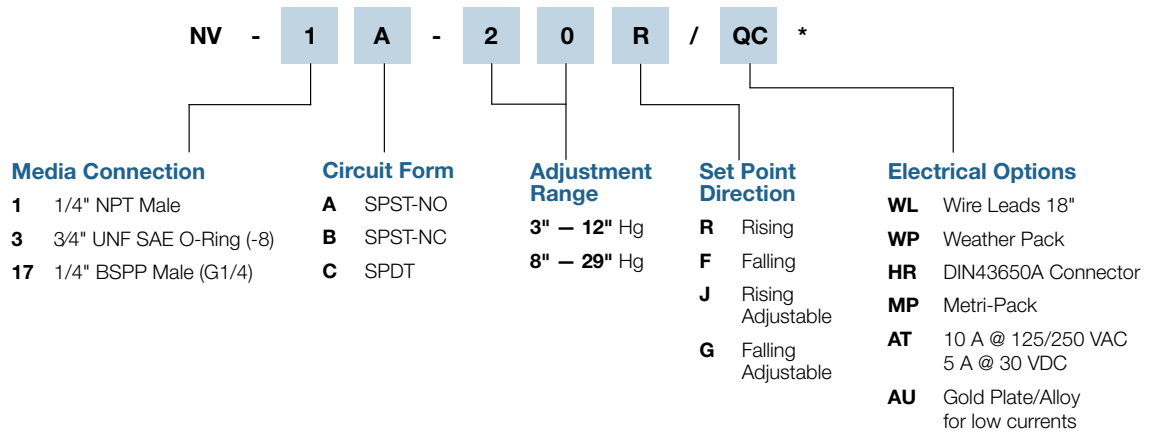 NV - 1 A - 2 0 R / QC *
Media Connection
1 1/4" NPT Male
3 3⁄4" UNF SAE O-Ring (-8)
17 1/4" BSPP Male (G1/4)
Circuit Form
A SPST-NO
B SPST-NC
C SPDT
Adjustment
Range
3" — 12" Hg
8" — 29" Hg
Set Point
Direction
R Rising
F Falling
J Rising
Adjustable
G Falling
Adjustable
Electrical Options
WL Wire Leads 18"
WP Weather Pack
HR DIN43650A Connector
MP Metri-Pack
AT 10 A @ 125/250 VAC
5 A @ 30 VDC
AU Gold Plate/Alloy
for low currents